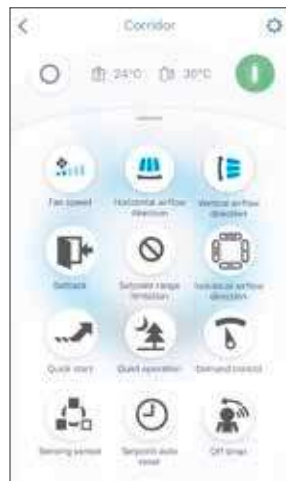 Corridor
24°C 30°C
Fan speed
Horizontal airflow
direction
Vertical airflow
direction
Setback
Setpoint range
limitation
Individual airflow
direction
Quick start
Quiet operation
Demand control
Sensing sensor
Setpoint auto
reset
Off timer